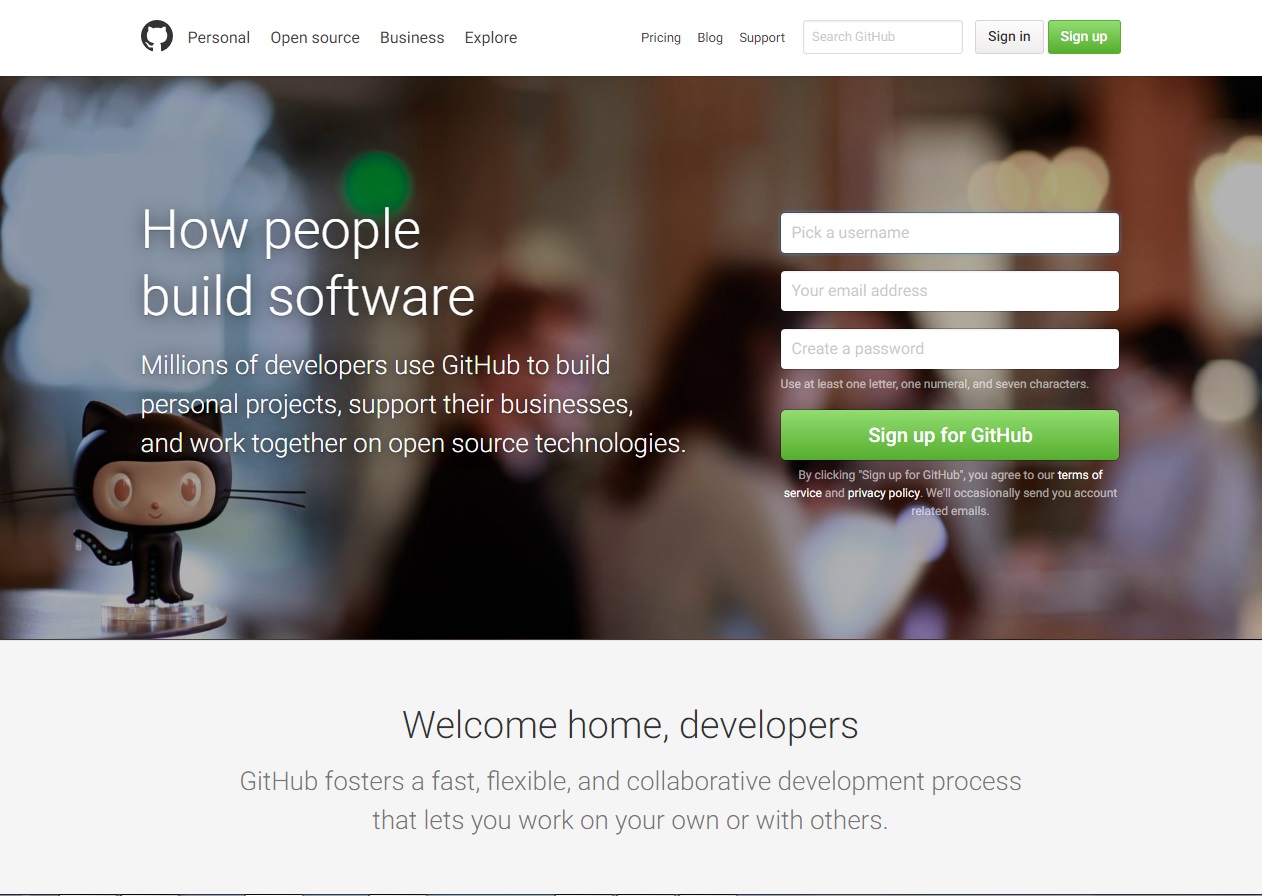 Personal Open source Business Explore Pricing Blog Support Search GitHub Sign in Sign up
How people
build software
Millions of developers use GitHub to build
personal projects, support their businesses,
and work together on open source technologies.
Pick a username
Your email address
Create a password
Use at least one letter, one numeral, and seven characters.
Sign up for GitHub
By clicking "Sign up for GitHub", you agree to our terms of
service and privacy policy. We'll occasionally send you account
related emails.
Welcome home, developers
GitHub fosters a fast, flexible, and collaborative development process
that lets you work on your own or with others.